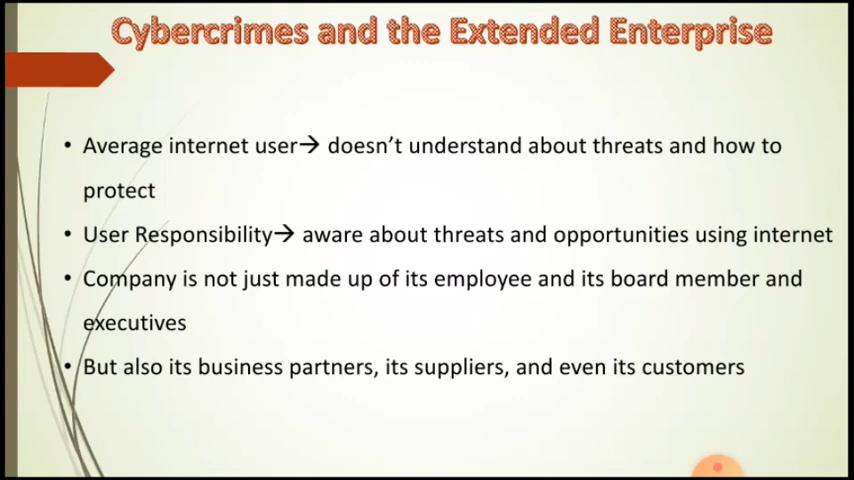 Cybercrimes and the Extended Enterprise
• Average internet user→ doesn’t understand about threats and how to
protect
• User Responsibility→ aware about threats and opportunities using internet
• Company is not just made up of its employee and its board member and
executives
• But also its business partners, its suppliers, and even its customers